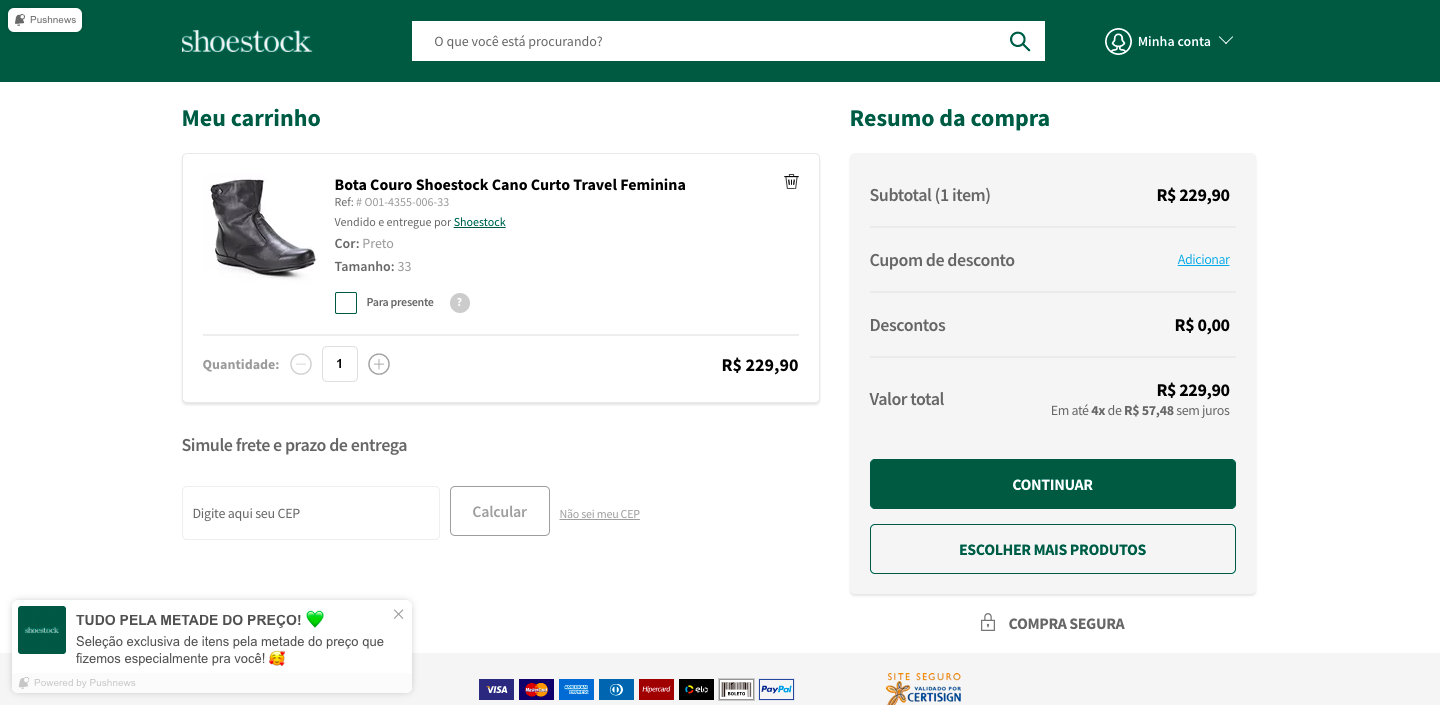 Pushnews
shoestock
O que você está procurando?
Minha conta
Meu carrinho
Bota Couro Shoestock Cano Curto Travel Feminina
Ref: # O01-4355-006-33
Vendido e entregue por Shoestock
Cor: Preto
Tamanho: 33
Para presente ?
Quantidade: 1 R$ 229,90
Simule frete e prazo de entrega
Digite aqui seu CEP
Calcular
Não sei meu CEP
Resumo da compra
Subtotal (1 item) R$ 229,90
Cupom de desconto Adicionar
Descontos R$ 0,00
Valor total R$ 229,90
Em até 4x de R$ 57,48 sem juros
CONTINUAR
ESCOLHER MAIS PRODUTOS
COMPRA SEGURA
shoestock
TUDO PELA METADE DO PREÇO! 💚
Seleção exclusiva de itens pela metade do preço que
fizemos especialmente pra você! 🥰
Powered by Pushnews
VISA MasterCard AMERICAN EXPRESS Hipercard elo BOLETO PayPal
SITE SEGURO
VALIDADO POR
CERTISIGN